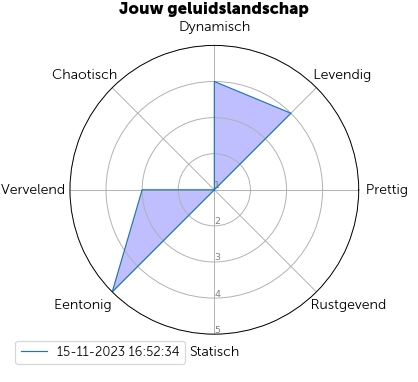 Jouw geluidslandschap
Dynamisch
Chaotisch
Levendig
Vervelend
1
Prettig
2
3
4
Eentonig
Rustgevend
5
15-11-2023 16:52:34
Statisch